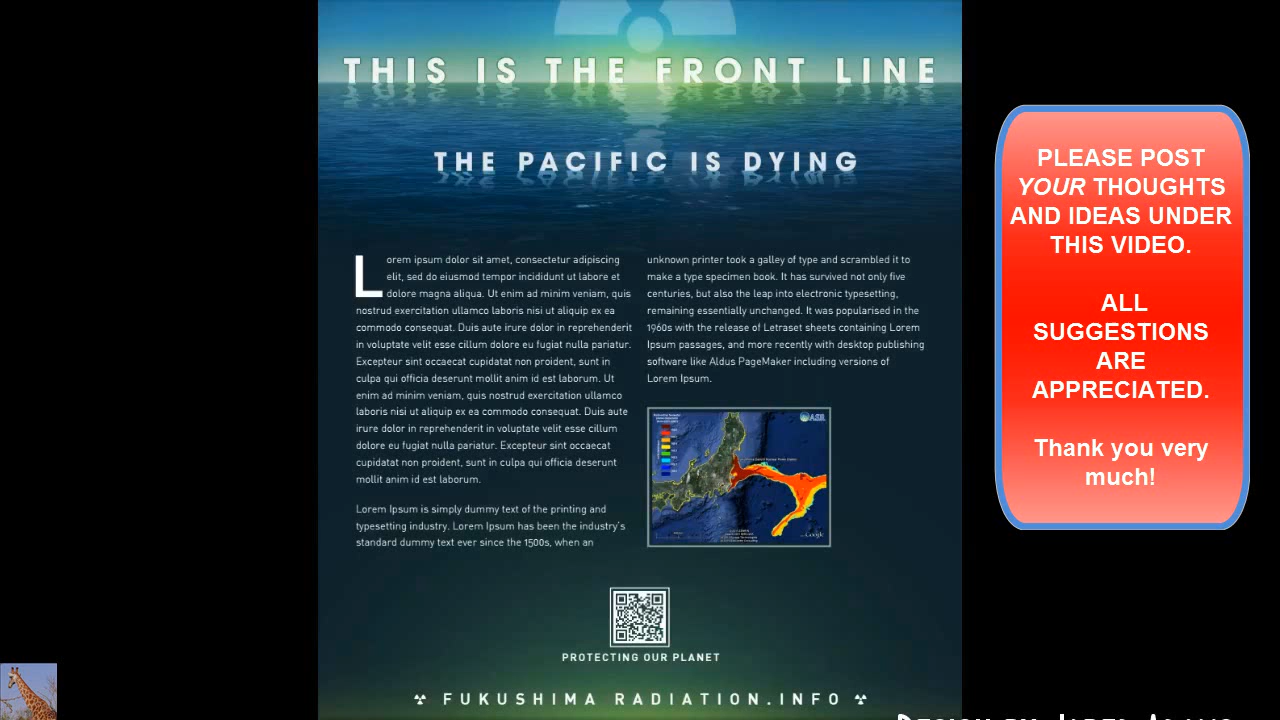 THIS IS THE FRONT LINE
THE PACIFIC IS DYING
Lorem ipsum dolor sit amet, consectetur adipiscing
elit, sed do eiusmod tempor incididunt ut labore et
dolore magna aliqua. Ut enim ad minim veniam, quis
nostrud exercitation ullamco laboris nisi ut aliquip ex ea
commodo consequat. Duis aute irure dolor in reprehenderit
in voluptate velit esse cillum dolore eu fugiat nulla pariatur.
Excepteur sint occaecat cupidatat non proident, sunt in
culpa qui officia deserunt mollit anim id est laborum. Ut
enim ad minim veniam, quis nostrud exercitation ullamco
laboris nisi ut aliquip ex ea commodo consequat. Duis aute
irure dolor in reprehenderit in voluptate velit esse cillum
dolore eu fugiat nulla pariatur. Excepteur sint occaecat
cupidatat non proident, sunt in culpa qui officia deserunt
mollit anim id est laborum.
Lorem Ipsum is simply dummy text of the printing and
typesetting industry. Lorem Ipsum has been the industry's
standard dummy text ever since the 1500s, when an
unknown printer took a galley of type and scrambled it to
make a type specimen book. It has survived not only five
centuries, but also the leap into electronic typesetting,
remaining essentially unchanged. It was popularised in the
1960s with the release of Letraset sheets containing Lorem
Ipsum passages, and more recently with desktop publishing
software like Aldus PageMaker including versions of
Lorem Ipsum.
ASR
Google
PROTECTING OUR PLANET
FUKUSHIMA RADIATION.INFO
PLEASE POST
YOUR THOUGHTS
AND IDEAS UNDER
THIS VIDEO.
ALL
SUGGESTIONS
ARE
APPRECIATED.
Thank you very
much!
DESIGN BY